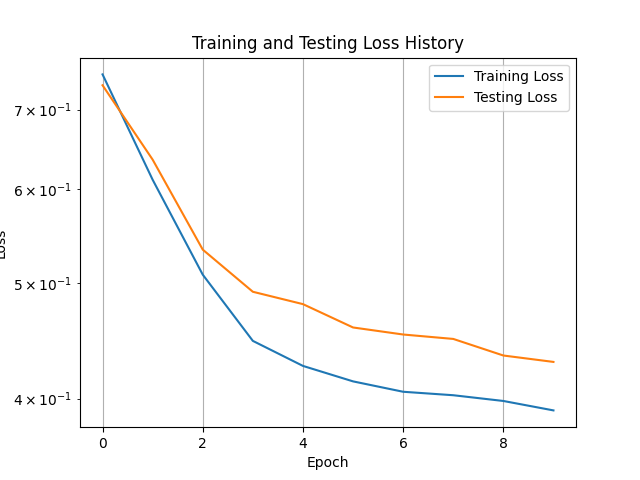 Training and Testing Loss History
Training Loss
Testing Loss
7 × 10⁻¹
6 × 10⁻¹
5 × 10⁻¹
4 × 10⁻¹
Loss
0 2 4 6 8
Epoch